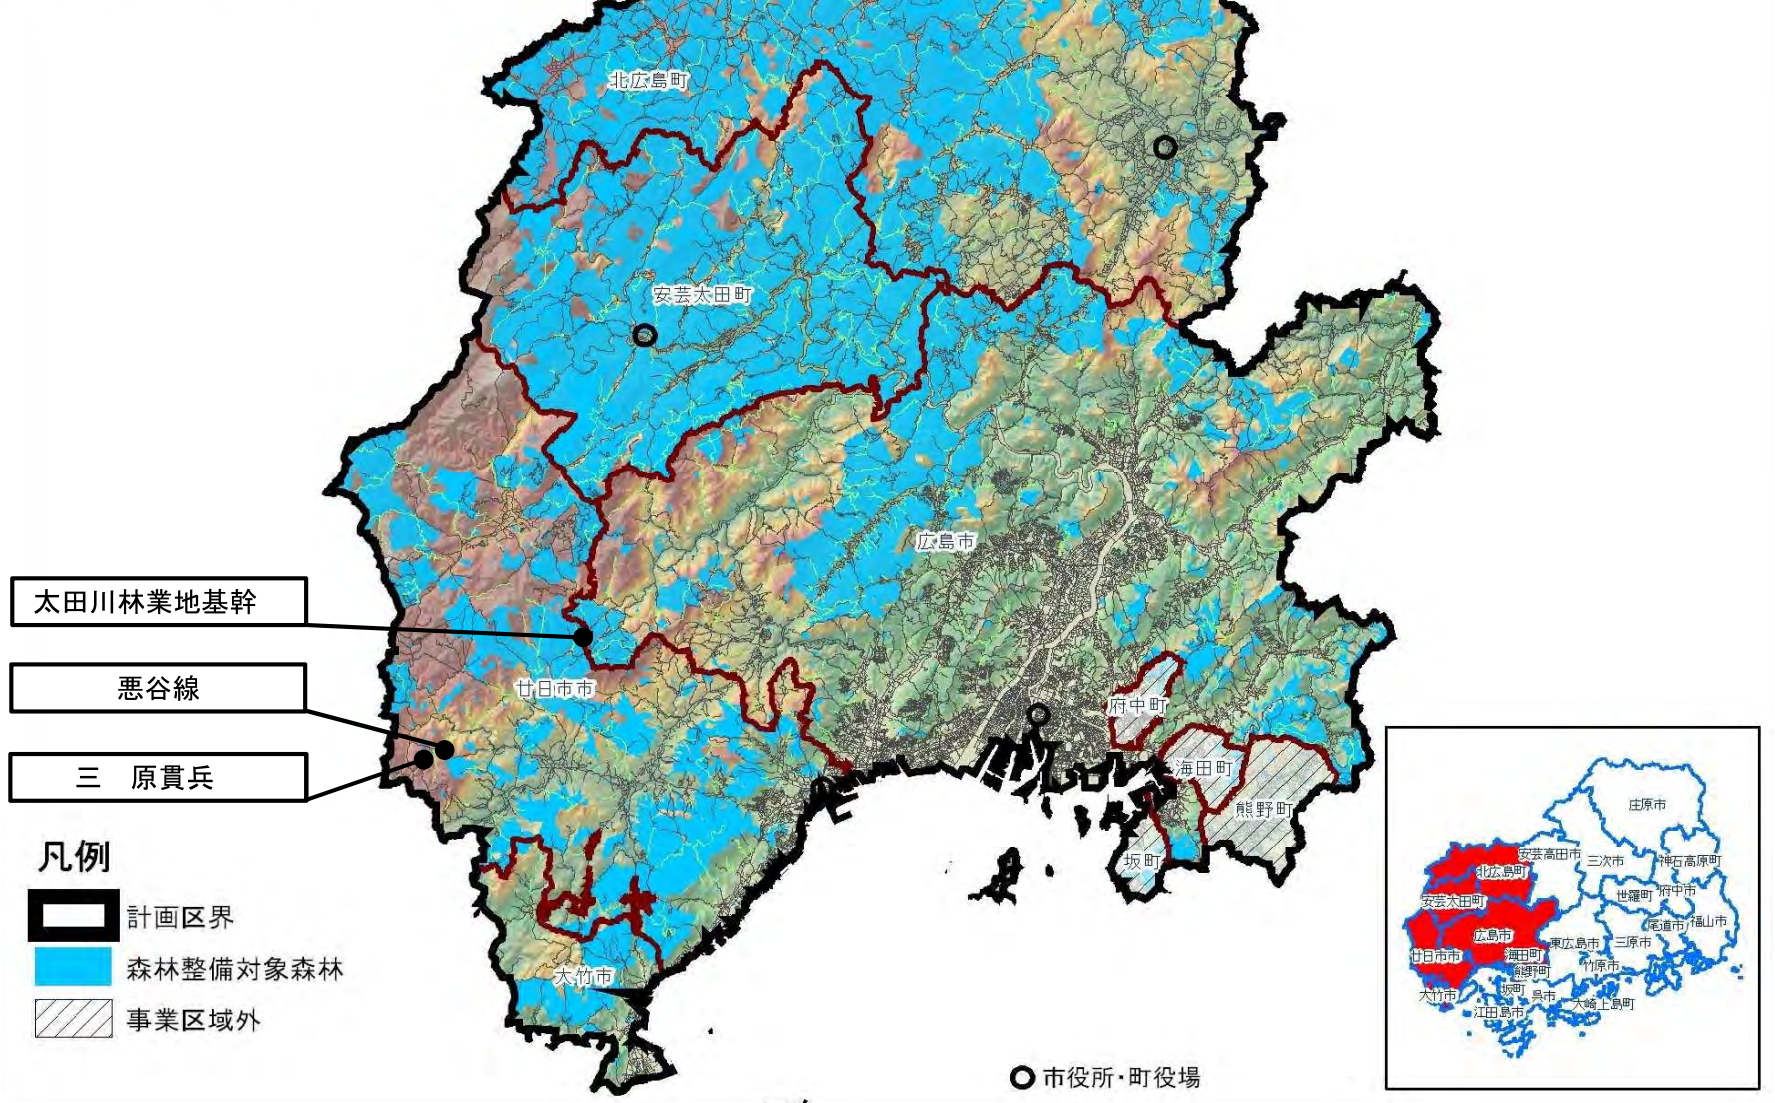 北広島町
安芸太田町
広島市
太田川林業地基幹
悪谷線
三　原貫兵
廿日市市
府中町
海田町
熊野町
坂町
大竹市
凡例
計画区界
森林整備対象森林
事業区域外
市役所・町役場
庄原市
安芸高田市
三次市
神石高原町
北広島町
世羅町
府中市
安芸太田町
尾道市
福山市
広島市
東広島市
三原市
廿日市市
海田町
熊野町
竹原市
大竹市
坂町
呉市
大崎上島町
江田島市